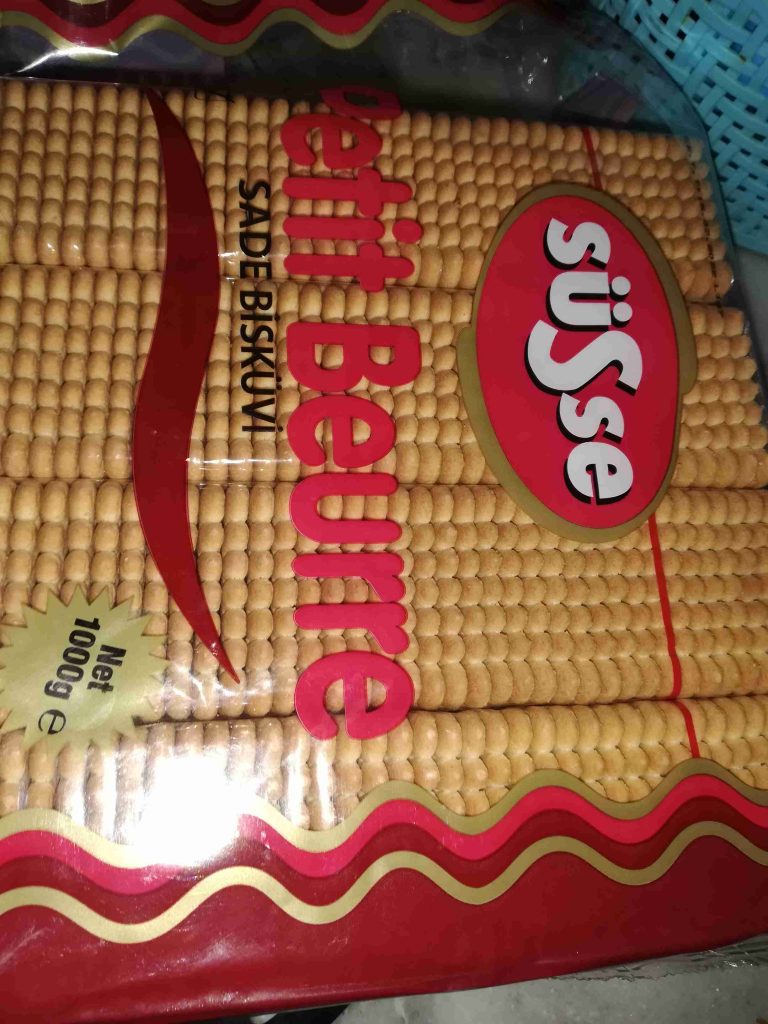 süSse
Petit Beurre
SADE BİSKÜVİ
Net
1000g e